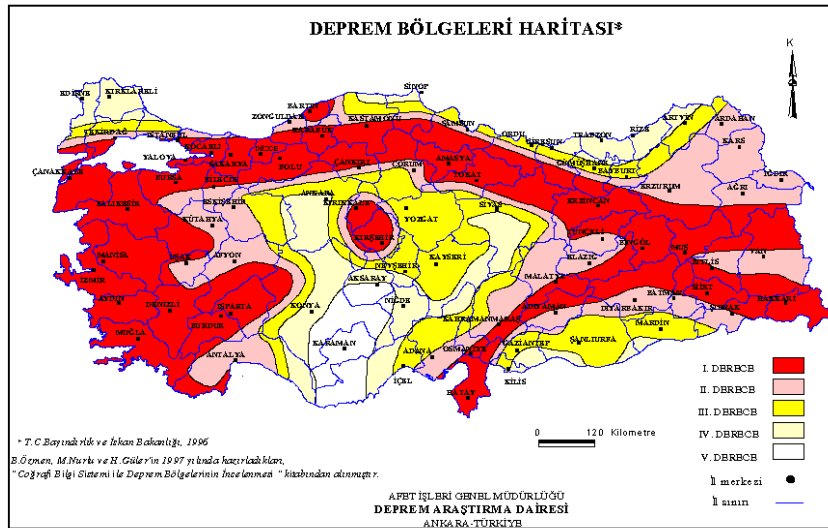 DEPREM BÖLGELERİ HARİTASI*
K
SİNOP
EDİRNE
KIRKLARELİ
BARTIN
ZONGULDAK
KASTAMONU
KARABÜK
SAMSUN
ORDU
GİRESUN
TRABZON
RİZE
ARTVİN
ARDAHAN
TEKİRDAĞ
İSTANBUL
KOCAELİ
SAKARYA
DÜZCE
BOLU
ÇANKIRI
ÇORUM
AMASYA
TOKAT
GÜMÜŞHANE
BAYBURT
KARS
YALOVA
ÇANAKKALE
BURSA
BİLECİK
ERZURUM
IĞDIR
AĞRI
BALIKESİR
ESKİŞEHİR
ANKARA
KIRIKKALE
YOZGAT
SİVAS
ERZİNCAN
KÜTAHYA
KIRŞEHİR
TUNCELİ
BİNGÖL
MUŞ
VAN
BİTLİS
MANİSA
UŞAK
AFYON
NEVŞEHİR
KAYSERİ
ELAZIĞ
MALATYA
İZMİR
AKSARAY
BATMAN
SİİRT
AYDIN
DENİZLİ
ISPARTA
KONYA
NİĞDE
KAHRAMANMARAŞ
ADIYAMAN
DİYARBAKIR
ŞIRNAK
HAKKARİ
BURDUR
MARDİN
MUĞLA
KARAMAN
ADANA
OSMANİYE
GAZİANTEP
ŞANLIURFA
ANTALYA
İÇEL
KİLİS
HATAY
I. DERECE
II. DERECE
III. DERECE
IV. DERECE
V. DERECE
İl merkezi
İl sınırı
0 120 Kilometre
* T.C.Bayındırlık ve İskan Bakanlığı, 1996
B.Özmen, M.Nurlu ve H.Güler'in 1997 yılında hazırladıkları,
" Coğrafi Bilgi Sistemi ile Deprem Bölgelerinin İncelenmesi " kitabından alınmıştır.
AFET İŞLERİ GENEL MÜDÜRLÜĞÜ
DEPREM ARAŞTIRMA DAİRESİ
ANKARA-TÜRKİYE